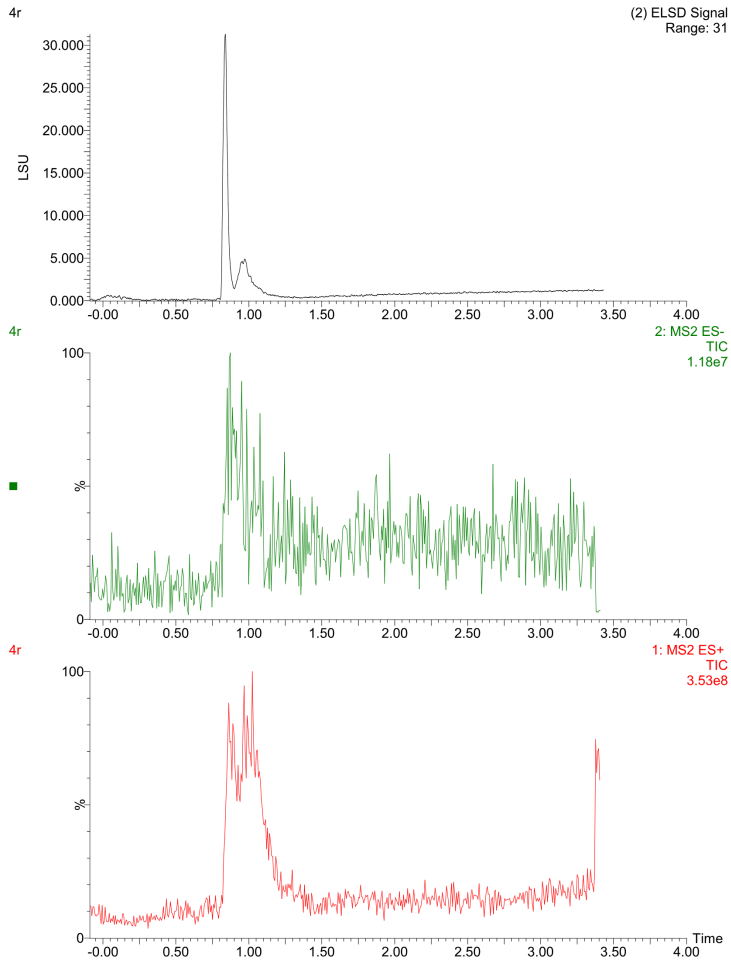 4r
(2) ELSD Signal
Range: 31
LSU
30.000
25.000
20.000
15.000
10.000
5.000
0.000
-0.00 0.50 1.00 1.50 2.00 2.50 3.00 3.50 4.00
4r
2: MS2 ES-
TIC
1.18e7
100
%
0
-0.00 0.50 1.00 1.50 2.00 2.50 3.00 3.50 4.00
4r
1: MS2 ES+
TIC
3.53e8
100
%
0
Time
-0.00 0.50 1.00 1.50 2.00 2.50 3.00 3.50 4.00